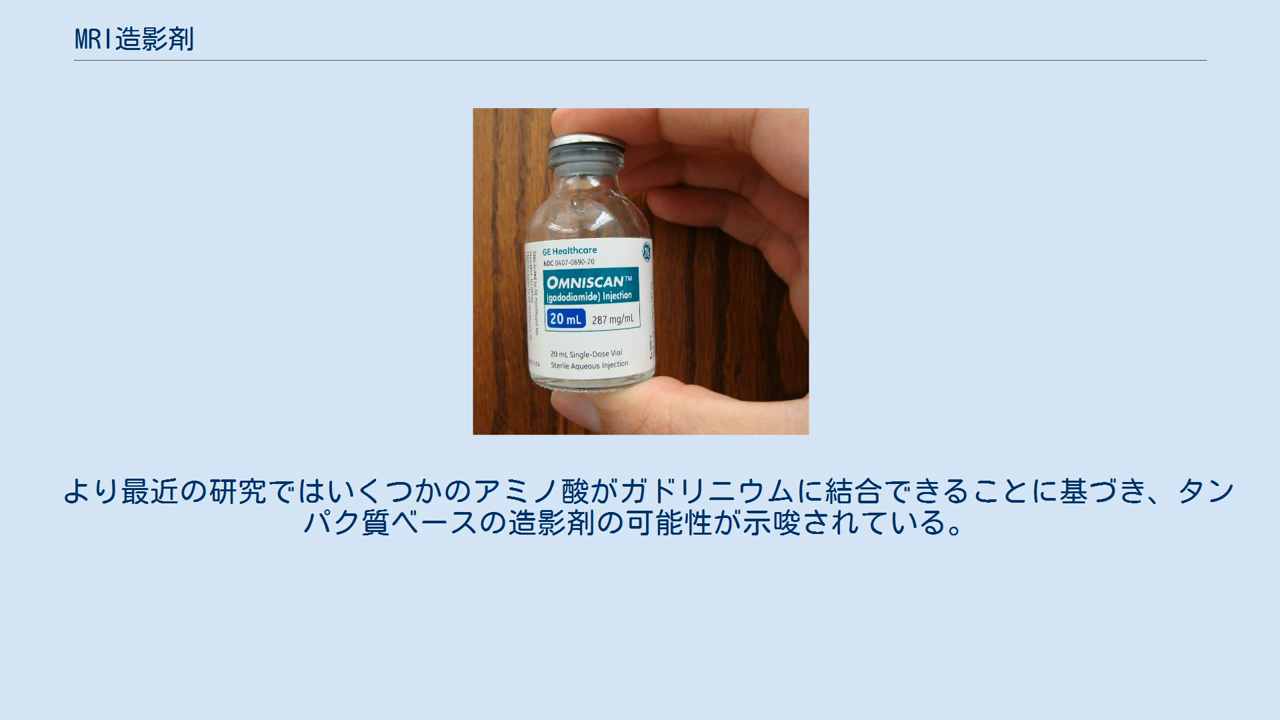 MRI造影剤
GE Healthcare
NDC 0407-0690-20
OMNISCAN™
(gadodiamide) Injection
20 mL 287 mg/mL
20 mL Single-Dose Vial
Sterile Aqueous Injection
より最近の研究ではいくつかのアミノ酸がガドリニウムに結合できることに基づき、タン
パク質ベースの造影剤の可能性が示唆されている。